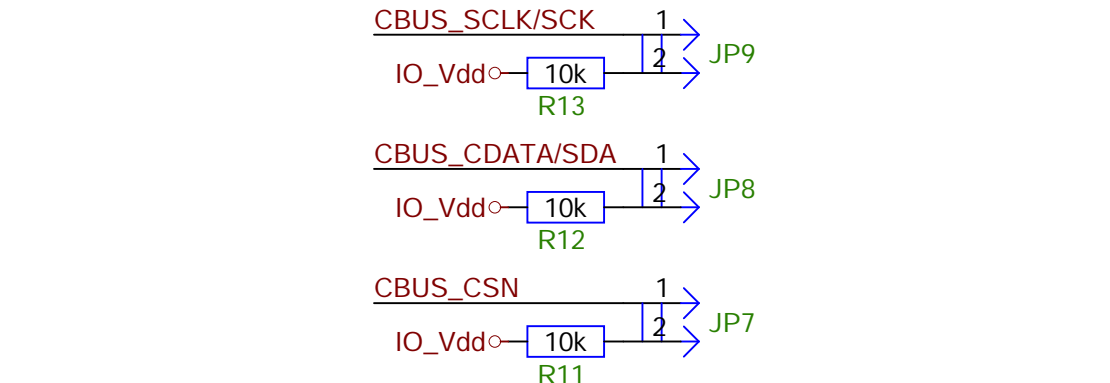 CBUS_SCLK/SCK 1
JP9
2
IO_Vdd 10k
R13
CBUS_CDATA/SDA 1
JP8
2
IO_Vdd 10k
R12
CBUS_CSN 1
JP7
2
IO_Vdd 10k
R11